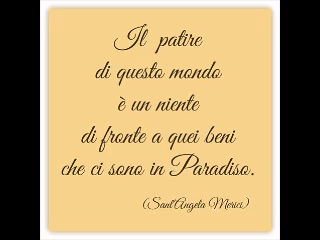 Il patire
di questo mondo
è un niente
di fronte a quei beni
che ci sono in Paradiso.
(Sant'Angela Merici)